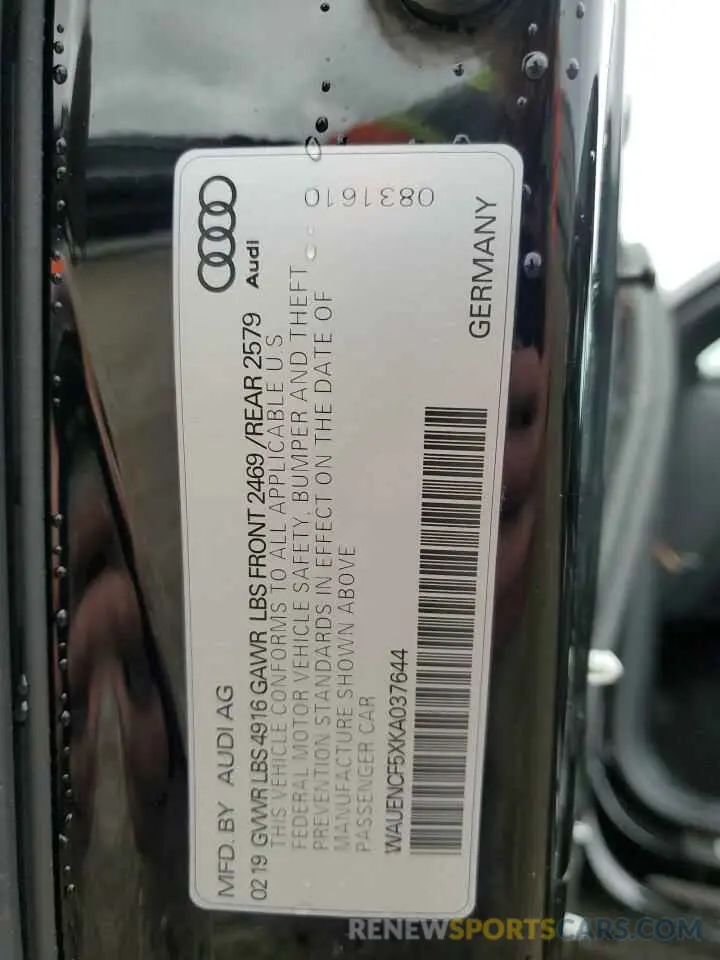 MFD. BY AUDI AG
Audi
02 19 GVWR LBS 4916 GAWR LBS FRONT 2469 / REAR 2579
THIS VEHICLE CONFORMS TO ALL APPLICABLE U.S
FEDERAL MOTOR VEHICLE SAFETY, BUMPER AND THEFT
PREVENTION STANDARDS IN EFFECT ON THE DATE OF
MANUFACTURE SHOWN ABOVE
PASSENGER CAR
WAUENCF5XKA037644
GERMANY
0831610
RENEWSPORTSCARS.COM